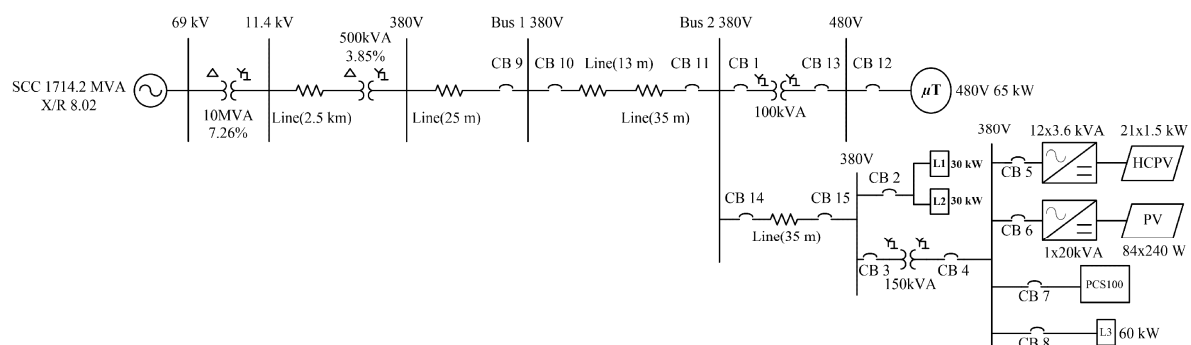 69 kV
11.4 kV
380V
Bus 1 380V
Bus 2 380V
480V
500kVA
3.85%
SCC 1714.2 MVA
X/R 8.02
10MVA
7.26%
Line(2.5 km)
Line(25 m)
CB 9
CB 10
Line(13 m)
Line(35 m)
CB 11
CB 1
100kVA
CB 13
CB 12
μT
480V 65 kW
CB 14
Line(35 m)
CB 15
380V
CB 2
L1 30 kW
L2 30 kW
CB 3
150kVA
CB 4
380V
12x3.6 kVA
21x1.5 kW
CB 5
HCPV
CB 6
PV
1x20kVA
84x240 W
CB 7
PCS100
CB 8
L3 60 kW